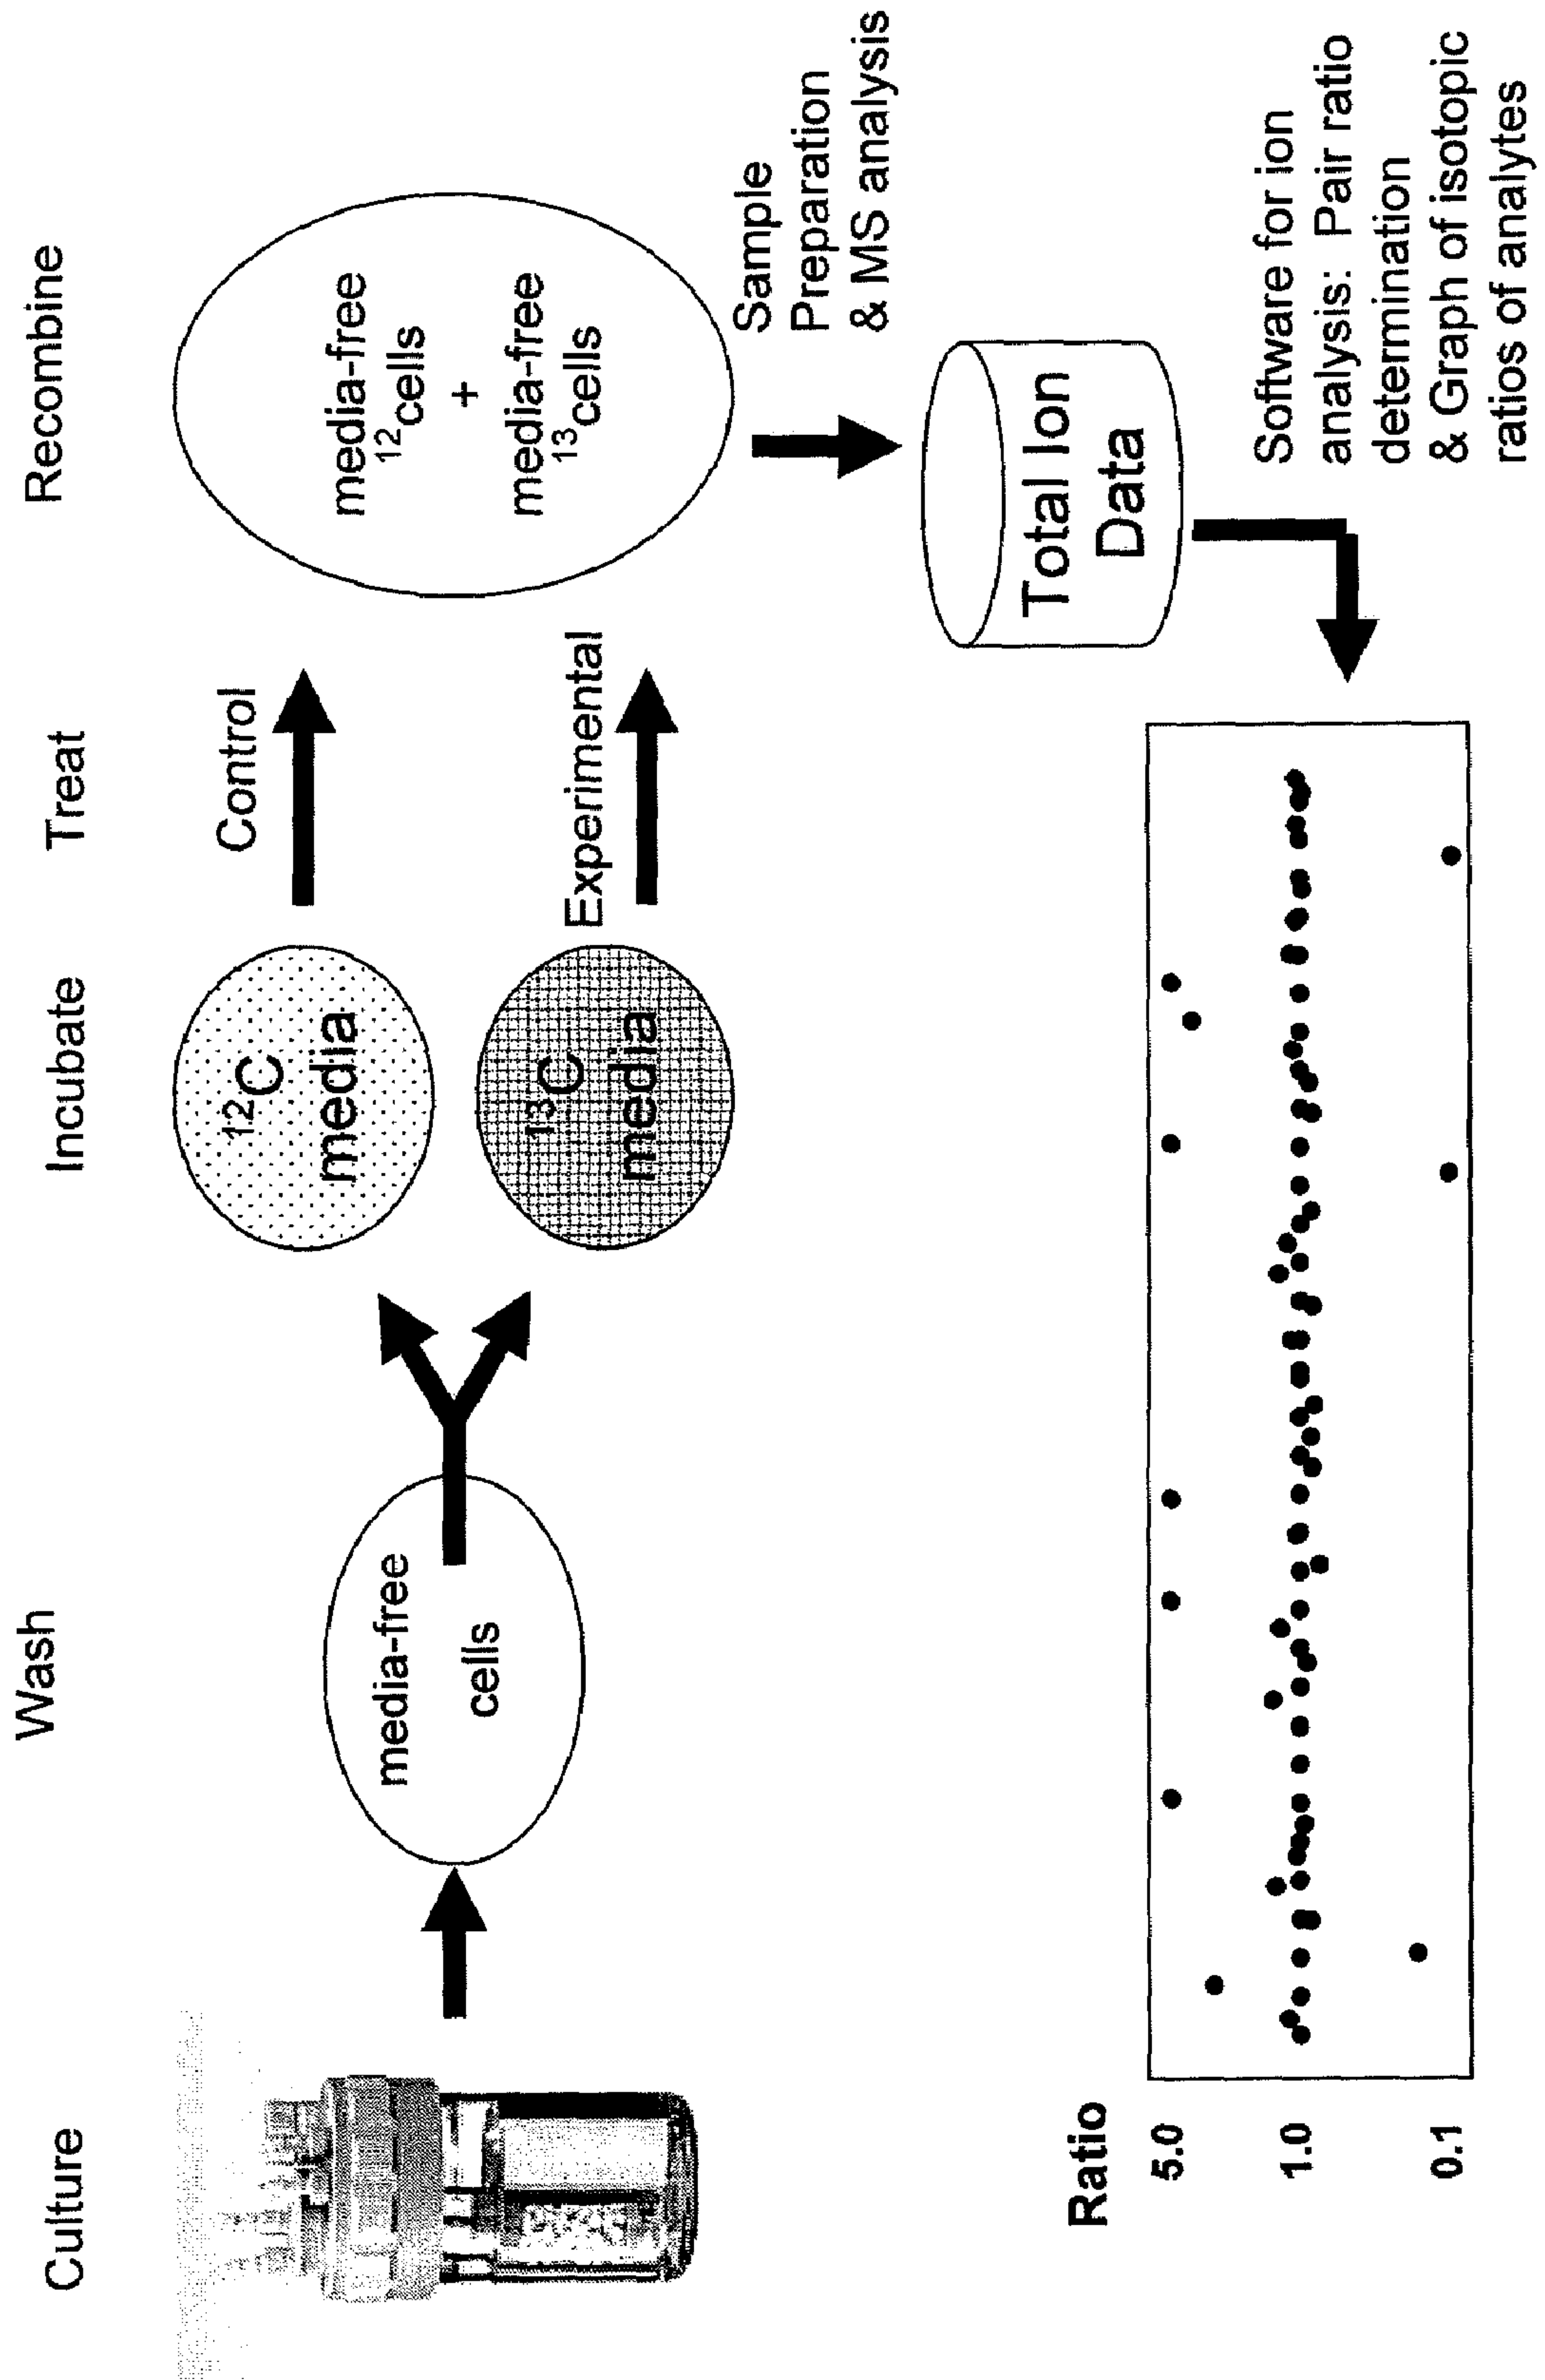 Culture
Wash
Incubate
Treat
Recombine
media-free
cells
¹²C
media
¹³C
media
Control
Experimental
media-free
¹²cells
+
media-free
¹³cells
Sample
Preparation
& MS analysis
Total Ion
Data
Software for ion
analysis: Pair ratio
determination
& Graph of isotopic
ratios of analytes
Ratio
5.0
1.0
0.1